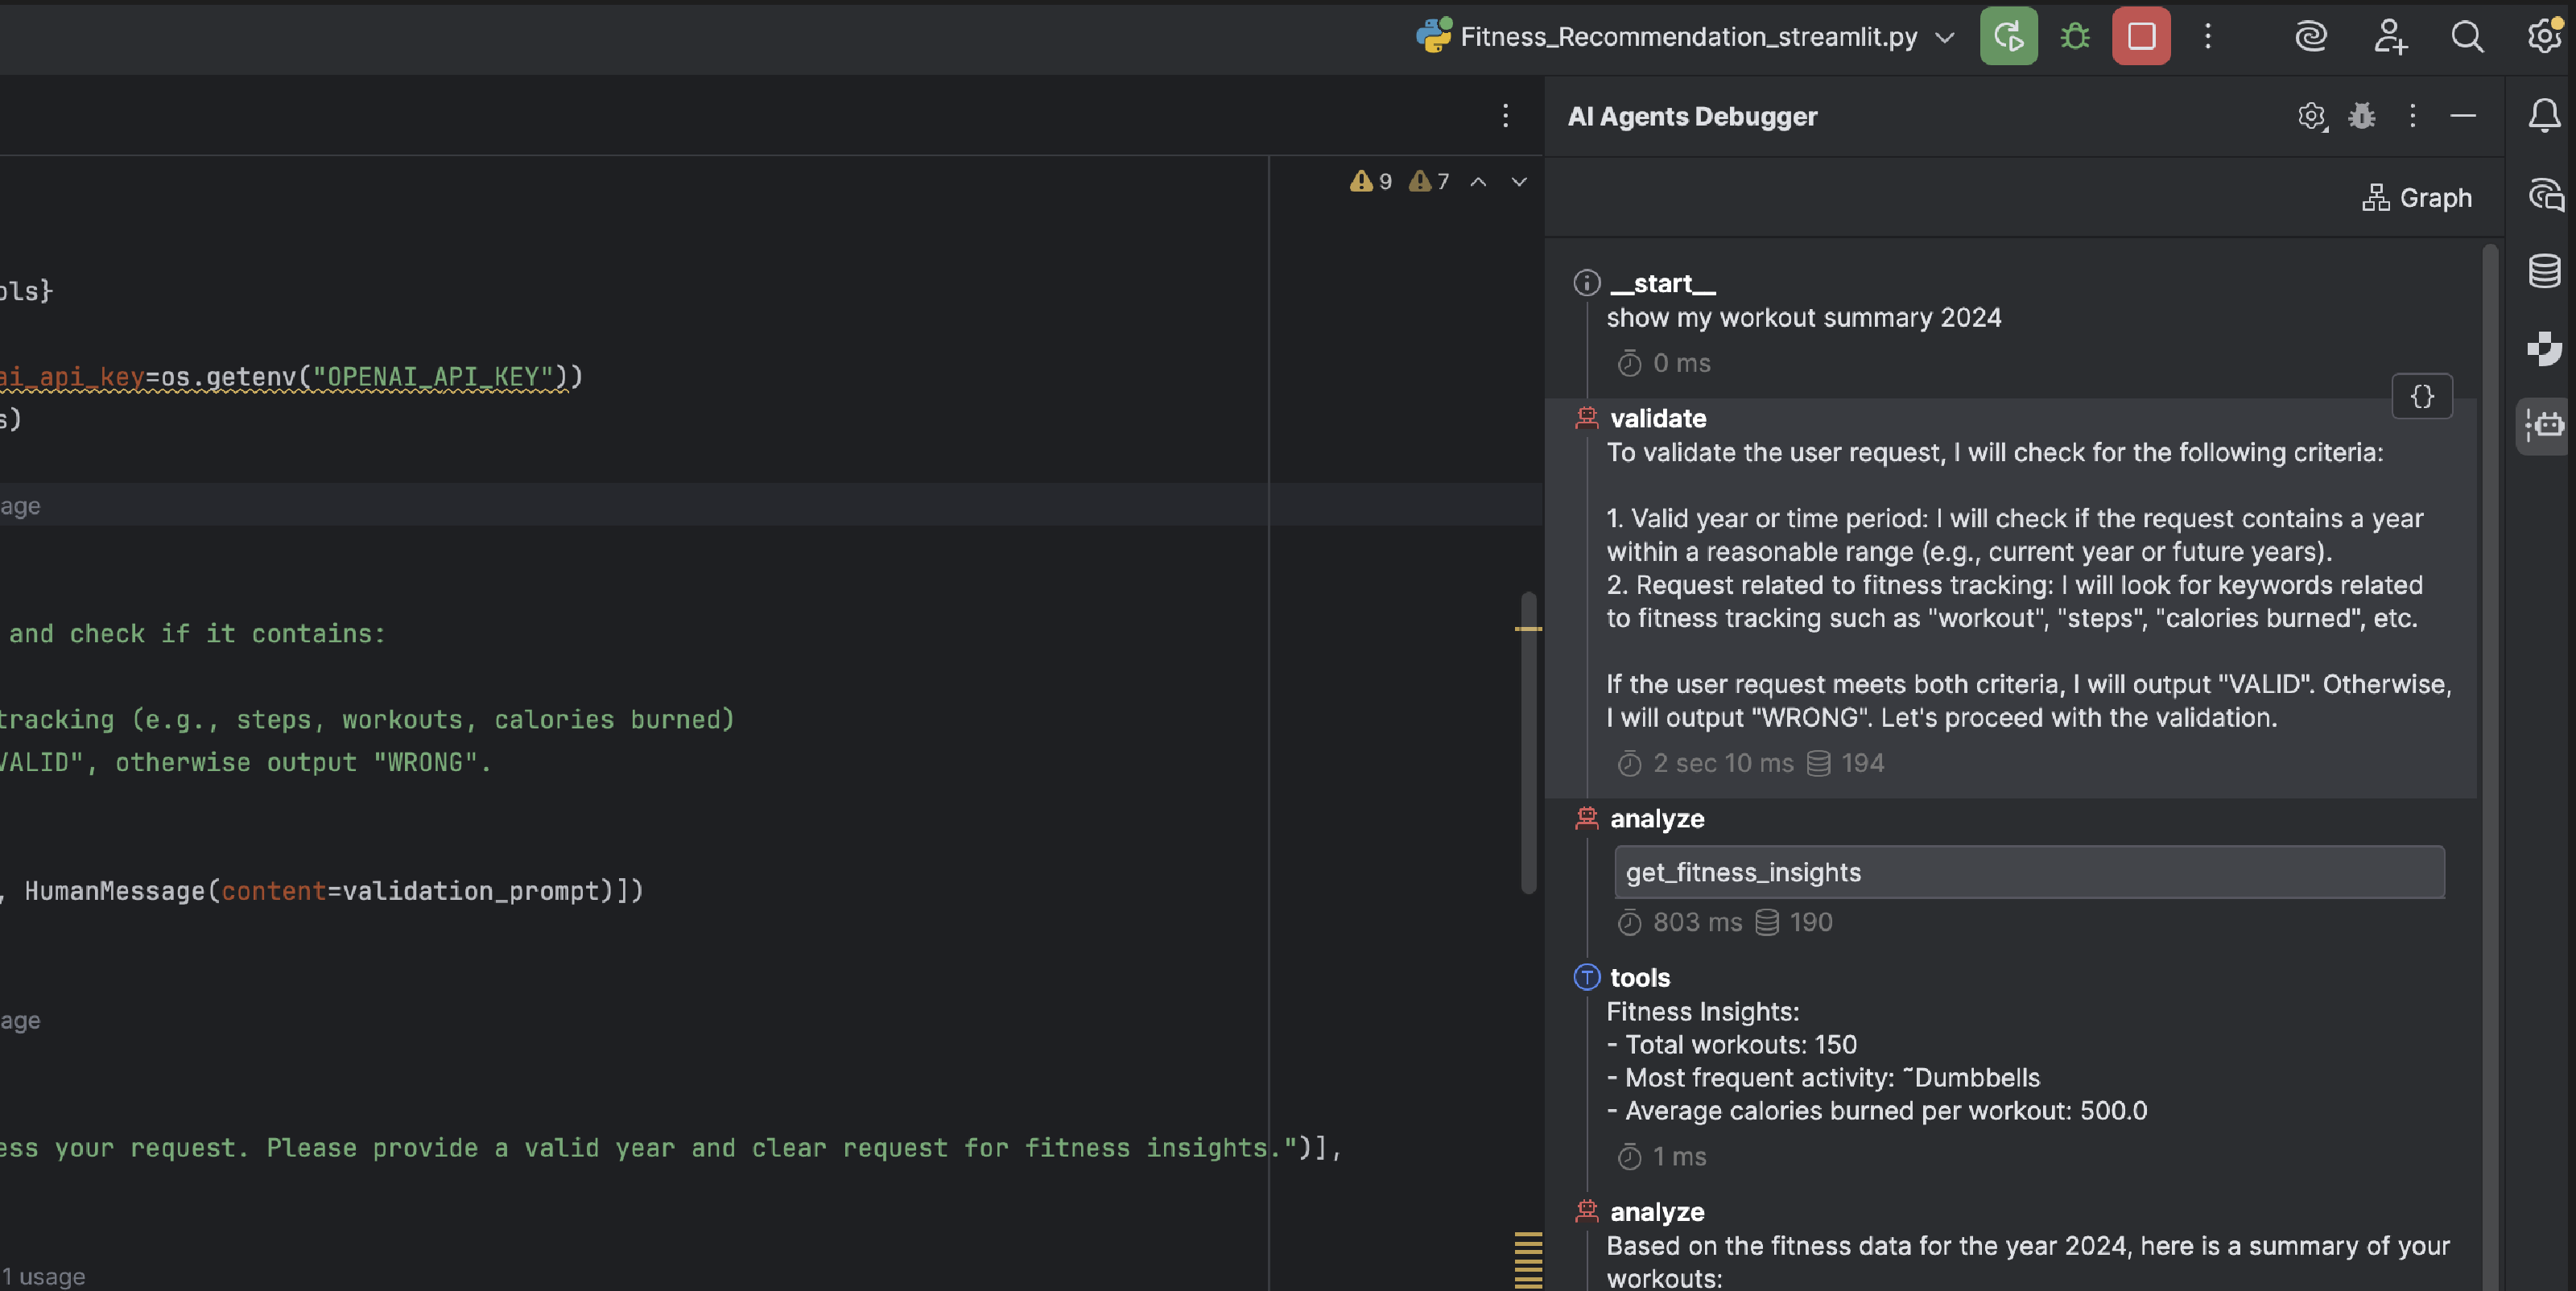 Fitness_Recommendation_streamlit.py
AI Agents Debugger
9 7
Graph
ols}
ai_api_key=os.getenv("OPENAI_API_KEY"))
s)
age
and check if it contains:
tracking (e.g., steps, workouts, calories burned)
VALID", otherwise output "WRONG".
, HumanMessage(content=validation_prompt)])
age
ess your request. Please provide a valid year and clear request for fitness insights.")],
1 usage
__start__
show my workout summary 2024
0 ms
{}
validate
To validate the user request, I will check for the following criteria:
1. Valid year or time period: I will check if the request contains a year
within a reasonable range (e.g., current year or future years).
2. Request related to fitness tracking: I will look for keywords related
to fitness tracking such as "workout", "steps", "calories burned", etc.
If the user request meets both criteria, I will output "VALID". Otherwise,
I will output "WRONG". Let's proceed with the validation.
2 sec 10 ms 194
analyze
get_fitness_insights
803 ms 190
T tools
Fitness Insights:
- Total workouts: 150
- Most frequent activity: ~Dumbbells
- Average calories burned per workout: 500.0
1 ms
analyze
Based on the fitness data for the year 2024, here is a summary of your
workouts: